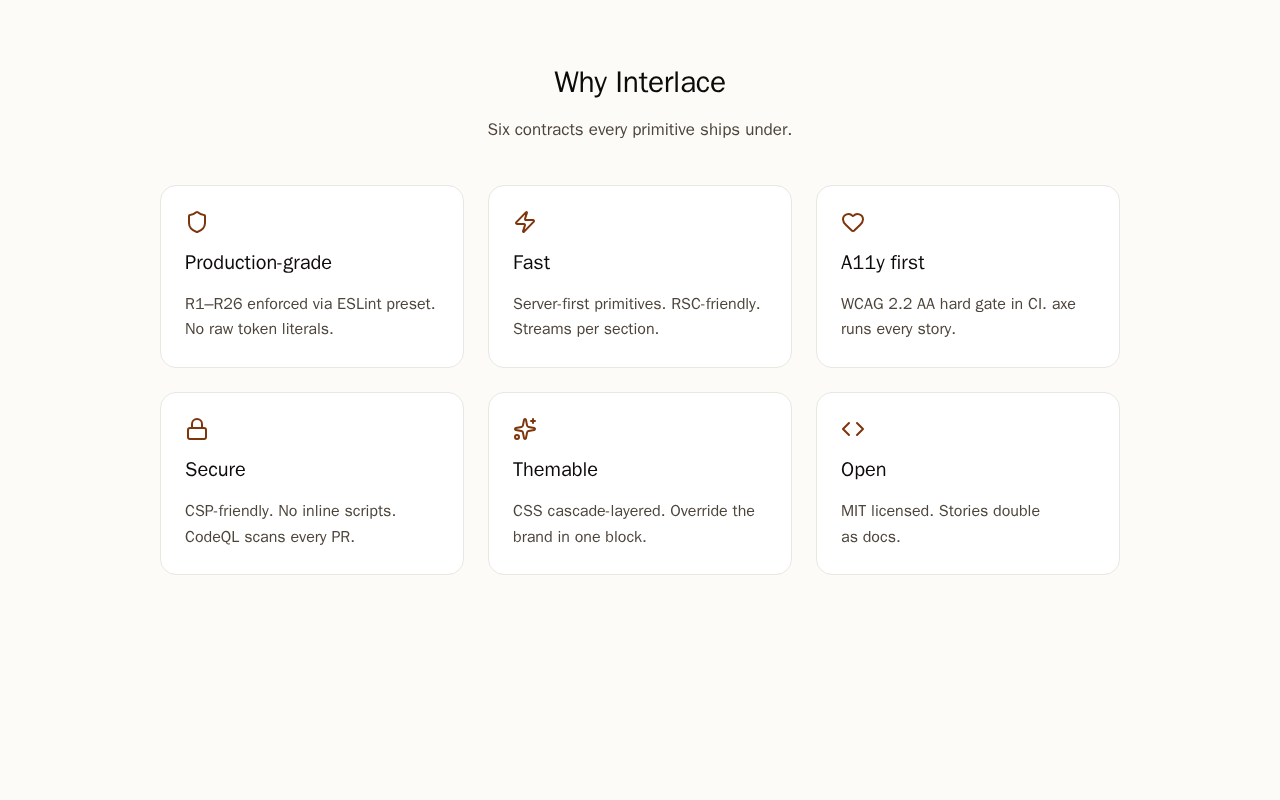 Why Interlace
Six contracts every primitive ships under.
Production-grade
R1–R26 enforced via ESLint preset.
No raw token literals.
Fast
Server-first primitives. RSC-friendly.
Streams per section.
A11y first
WCAG 2.2 AA hard gate in CI. axe
runs every story.
Secure
CSP-friendly. No inline scripts.
CodeQL scans every PR.
Themable
CSS cascade-layered. Override the
brand in one block.
Open
MIT licensed. Stories double
as docs.